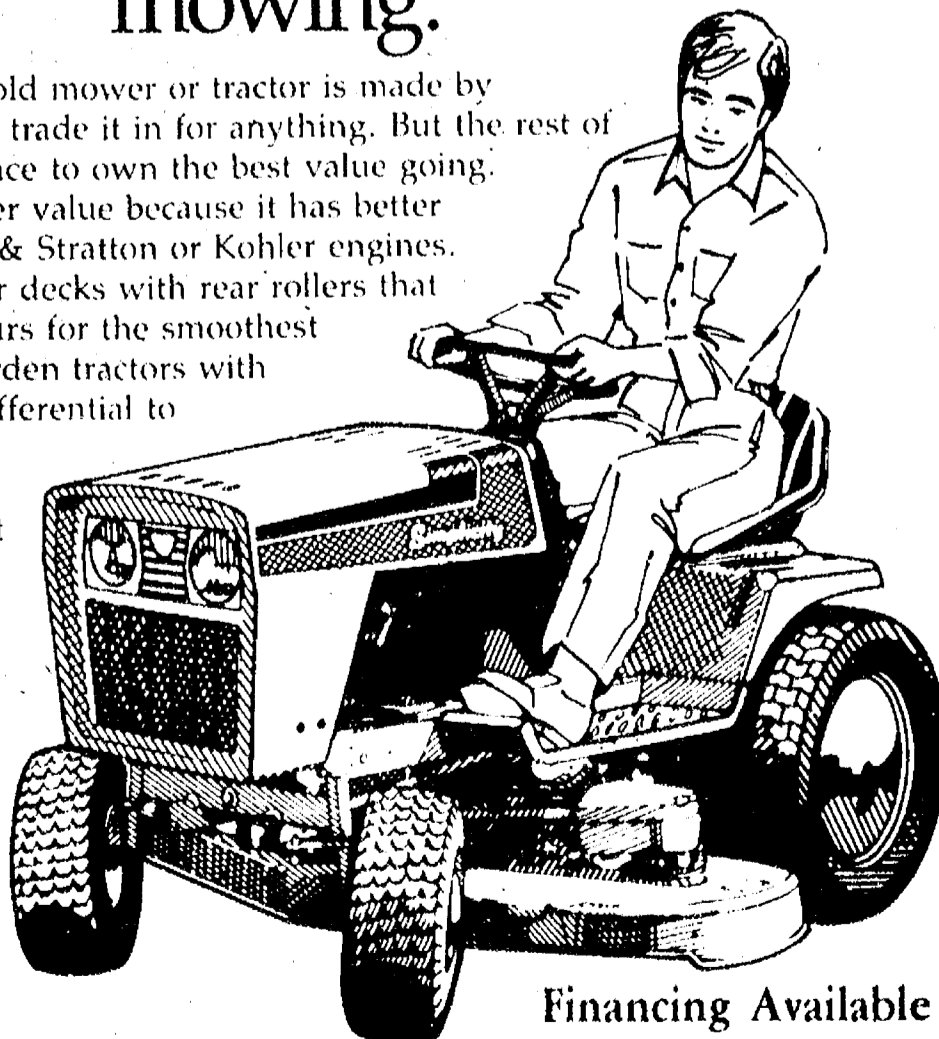 mowing.
old mower or tractor is made by
trade it in for anything. But the rest of
ce to own the best value going.
er value because it has better
& Stratton or Kohler engines.
r decks with rear rollers that
urs for the smoothest
rden tractors with
fferential to
t
Financing Available